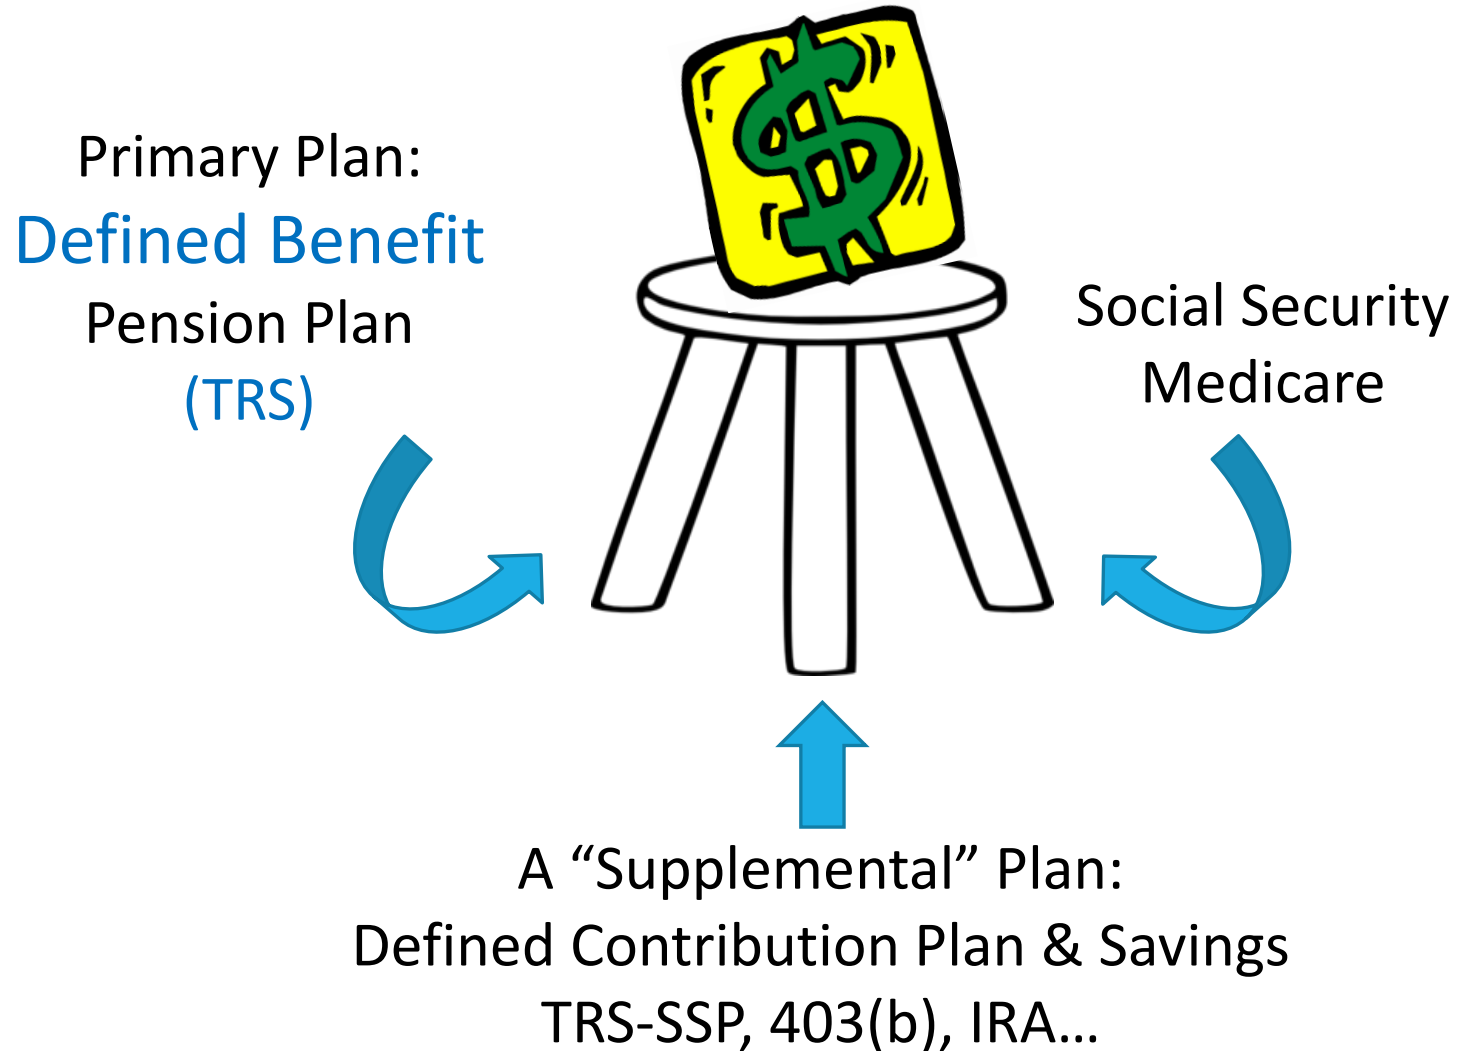 Primary Plan:
Defined Benefit
Pension Plan
(TRS)
$
Social Security
Medicare
A “Supplemental” Plan:
Defined Contribution Plan & Savings
TRS-SSP, 403(b), IRA…